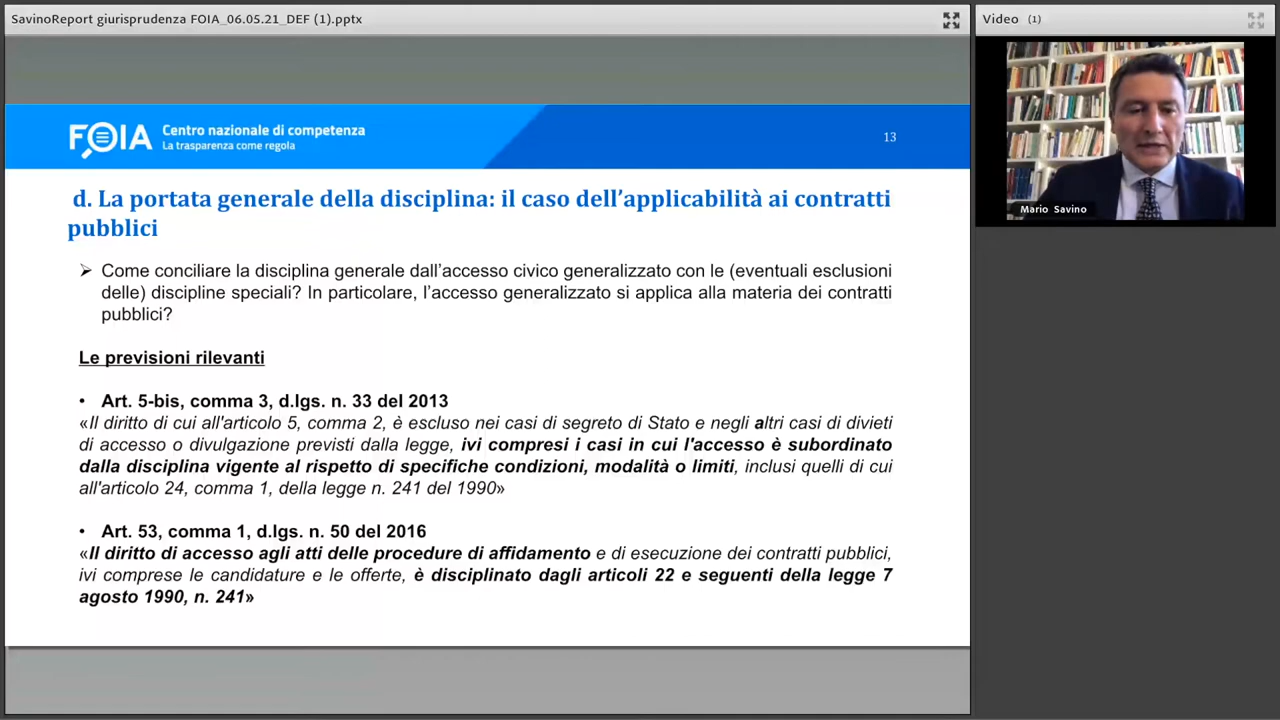 SavinoReport giurisprudenza FOIA_06.05.21_DEF (1).pptx
Video (1)
FOIA
Centro nazionale di competenza
La trasparenza come regola
13
Mario Savino
d. La portata generale della disciplina: il caso dell’applicabilità ai contratti
pubblici
➢ Come conciliare la disciplina generale dall’accesso civico generalizzato con le (eventuali esclusioni
delle) discipline speciali? In particolare, l’accesso generalizzato si applica alla materia dei contratti
pubblici?
Le previsioni rilevanti
• Art. 5-bis, comma 3, d.lgs. n. 33 del 2013
«Il diritto di cui all'articolo 5, comma 2, è escluso nei casi di segreto di Stato e negli altri casi di divieti
di accesso o divulgazione previsti dalla legge, ivi compresi i casi in cui l'accesso è subordinato
dalla disciplina vigente al rispetto di specifiche condizioni, modalità o limiti, inclusi quelli di cui
all'articolo 24, comma 1, della legge n. 241 del 1990»
• Art. 53, comma 1, d.lgs. n. 50 del 2016
«Il diritto di accesso agli atti delle procedure di affidamento e di esecuzione dei contratti pubblici,
ivi comprese le candidature e le offerte, è disciplinato dagli articoli 22 e seguenti della legge 7
agosto 1990, n. 241»